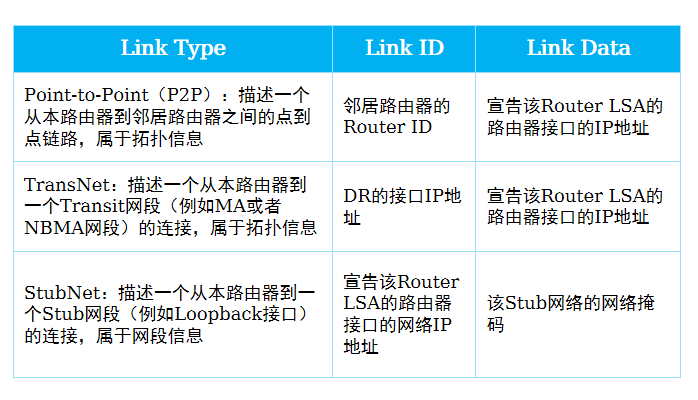 Link Type
Link ID
Link Data
Point-to-Point（P2P）：描述一个
从本路由器到邻居路由器之间的点到
点链路，属于拓扑信息
邻居路由器的
Router ID
宣告该Router LSA的
路由器接口的IP地址
TransNet：描述一个从本路由器到
一个Transit网段（例如MA或者
NBMA网段）的连接，属于拓扑信息
DR的接口IP地
址
宣告该Router LSA的
路由器接口的IP地址
StubNet：描述一个从本路由器到一
个Stub网段（例如Loopback接口）
的连接，属于网段信息
宣告该Router
LSA的路由器
接口的网络IP
地址
该Stub网络的网络掩
码